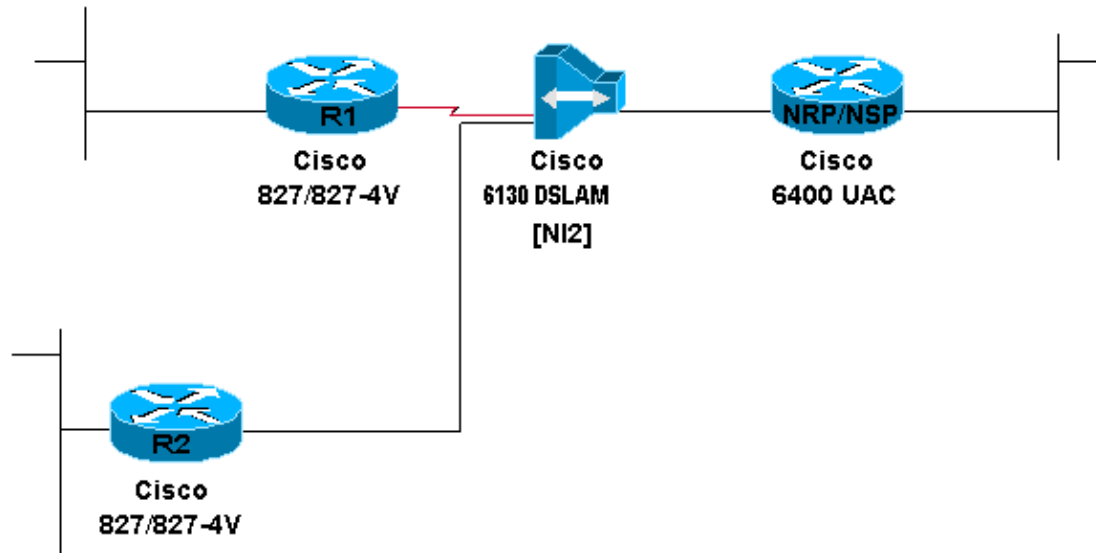 R1
Cisco
827/827-4V
Cisco
6130 DSLAM
[NI2]
NRP/NSP
Cisco
6400 UAC
R2
Cisco
827/827-4V